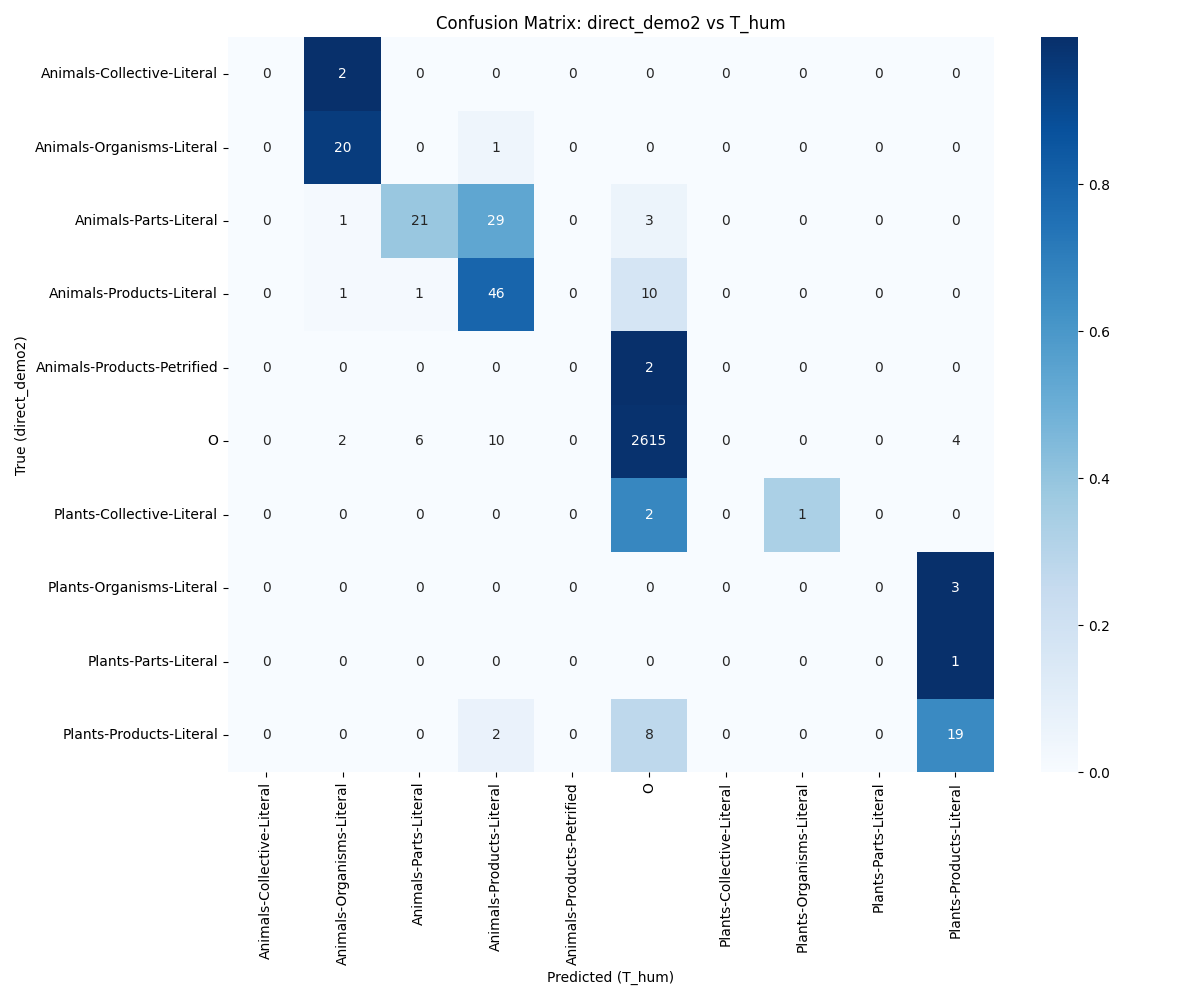 Confusion Matrix: direct_demo2 vs T_hum
True (direct_demo2)
Animals-Collective-Literal 0 2 0 0 0 0 0 0 0 0
Animals-Organisms-Literal 0 20 0 1 0 0 0 0 0 0
Animals-Parts-Literal 0 1 21 29 0 3 0 0 0 0
Animals-Products-Literal 0 1 1 46 0 10 0 0 0 0
Animals-Products-Petrified 0 0 0 0 0 2 0 0 0 0
O 0 2 6 10 0 2615 0 0 0 4
Plants-Collective-Literal 0 0 0 0 0 2 0 1 0 0
Plants-Organisms-Literal 0 0 0 0 0 0 0 0 0 3
Plants-Parts-Literal 0 0 0 0 0 0 0 0 0 1
Plants-Products-Literal 0 0 0 2 0 8 0 0 0 19
Animals-Collective-Literal
Animals-Organisms-Literal
Animals-Parts-Literal
Animals-Products-Literal
Animals-Products-Petrified
O
Plants-Collective-Literal
Plants-Organisms-Literal
Plants-Parts-Literal
Plants-Products-Literal
Predicted (T_hum)
0.8
0.6
0.4
0.2
0.0